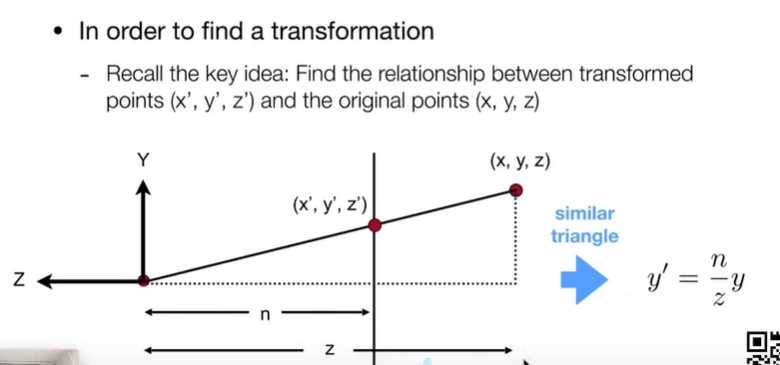 • In order to find a transformation
- Recall the key idea: Find the relationship between transformed
points (x’, y’, z’) and the original points (x, y, z)
Y
(x, y, z)
(x’, y’, z’)
similar
triangle
y′ = n/z y
Z
n
z